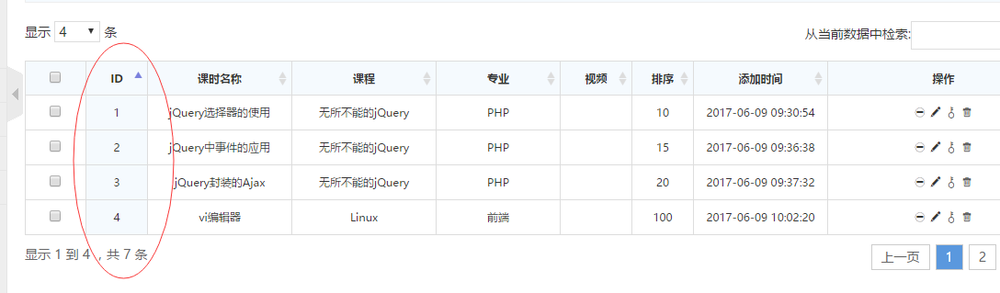 显示 4 条 从当前数据中检索:
ID 课时名称 课程 专业 视频 排序 添加时间 操作
1 jQuery选择器的使用 无所不能的jQuery PHP 10 2017-06-09 09:30:54
2 jQuery中事件的应用 无所不能的jQuery PHP 15 2017-06-09 09:36:38
3 jQuery封装的Ajax 无所不能的jQuery PHP 20 2017-06-09 09:37:32
4 vi编辑器 Linux 前端 100 2017-06-09 10:02:20
显示 1 到 4 ，共 7 条 上一页 1 2